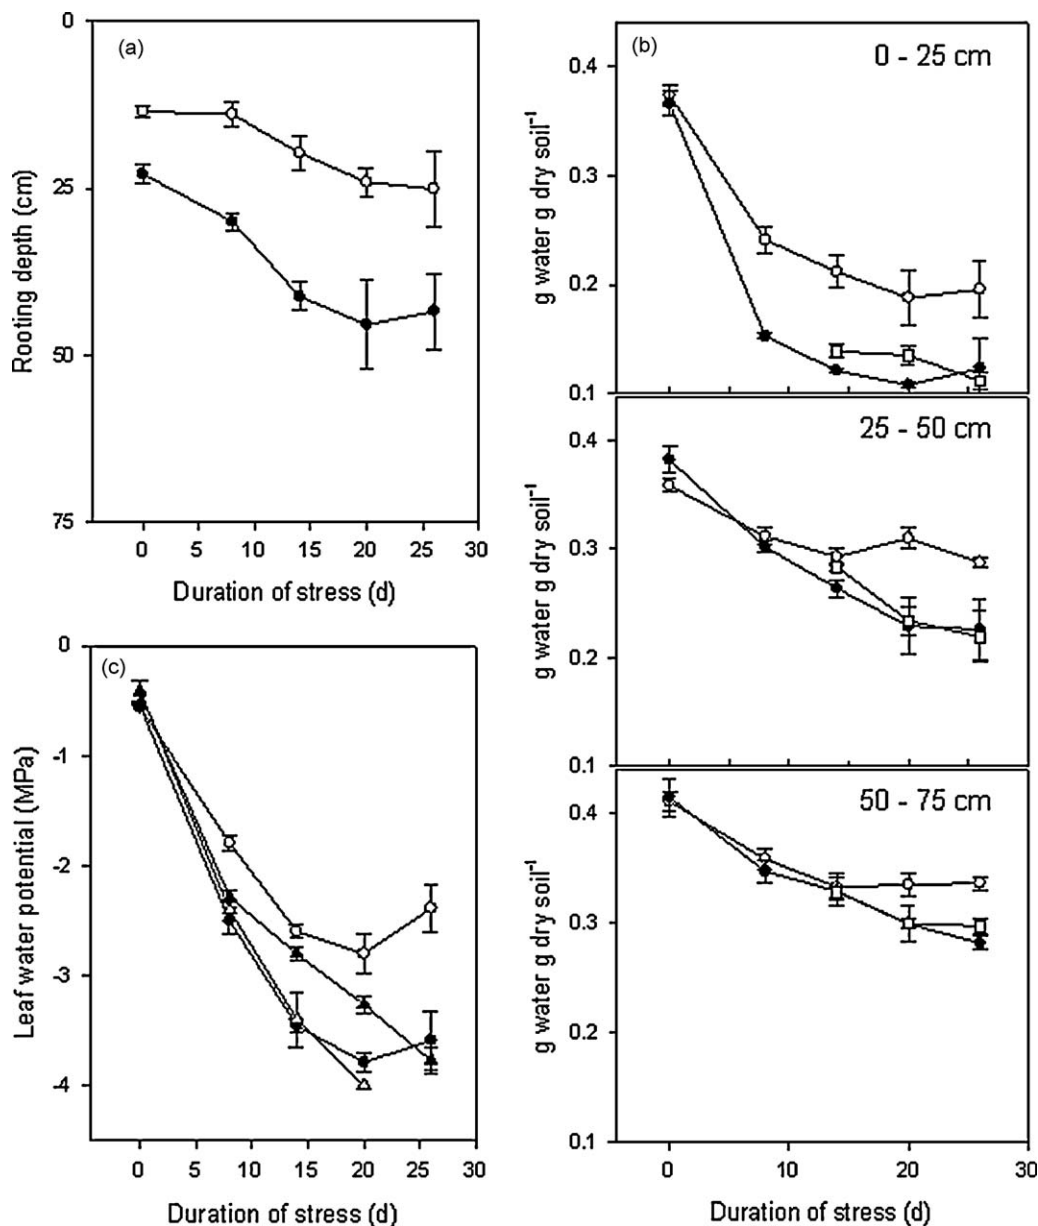 (a)
0
25
50
75
Rooting depth (cm)
0 5 10 15 20 25 30
Duration of stress (d)
(b)
0 - 25 cm
0.4
0.3
0.2
0.1
g water g dry soil⁻¹
25 - 50 cm
0.4
0.3
0.2
0.1
g water g dry soil⁻¹
50 - 75 cm
0.4
0.3
0.2
0.1
g water g dry soil⁻¹
0 10 20 30
Duration of stress (d)
(c)
0
-1
-2
-3
-4
Leaf water potential (MPa)
0 5 10 15 20 25 30
Duration of stress (d)